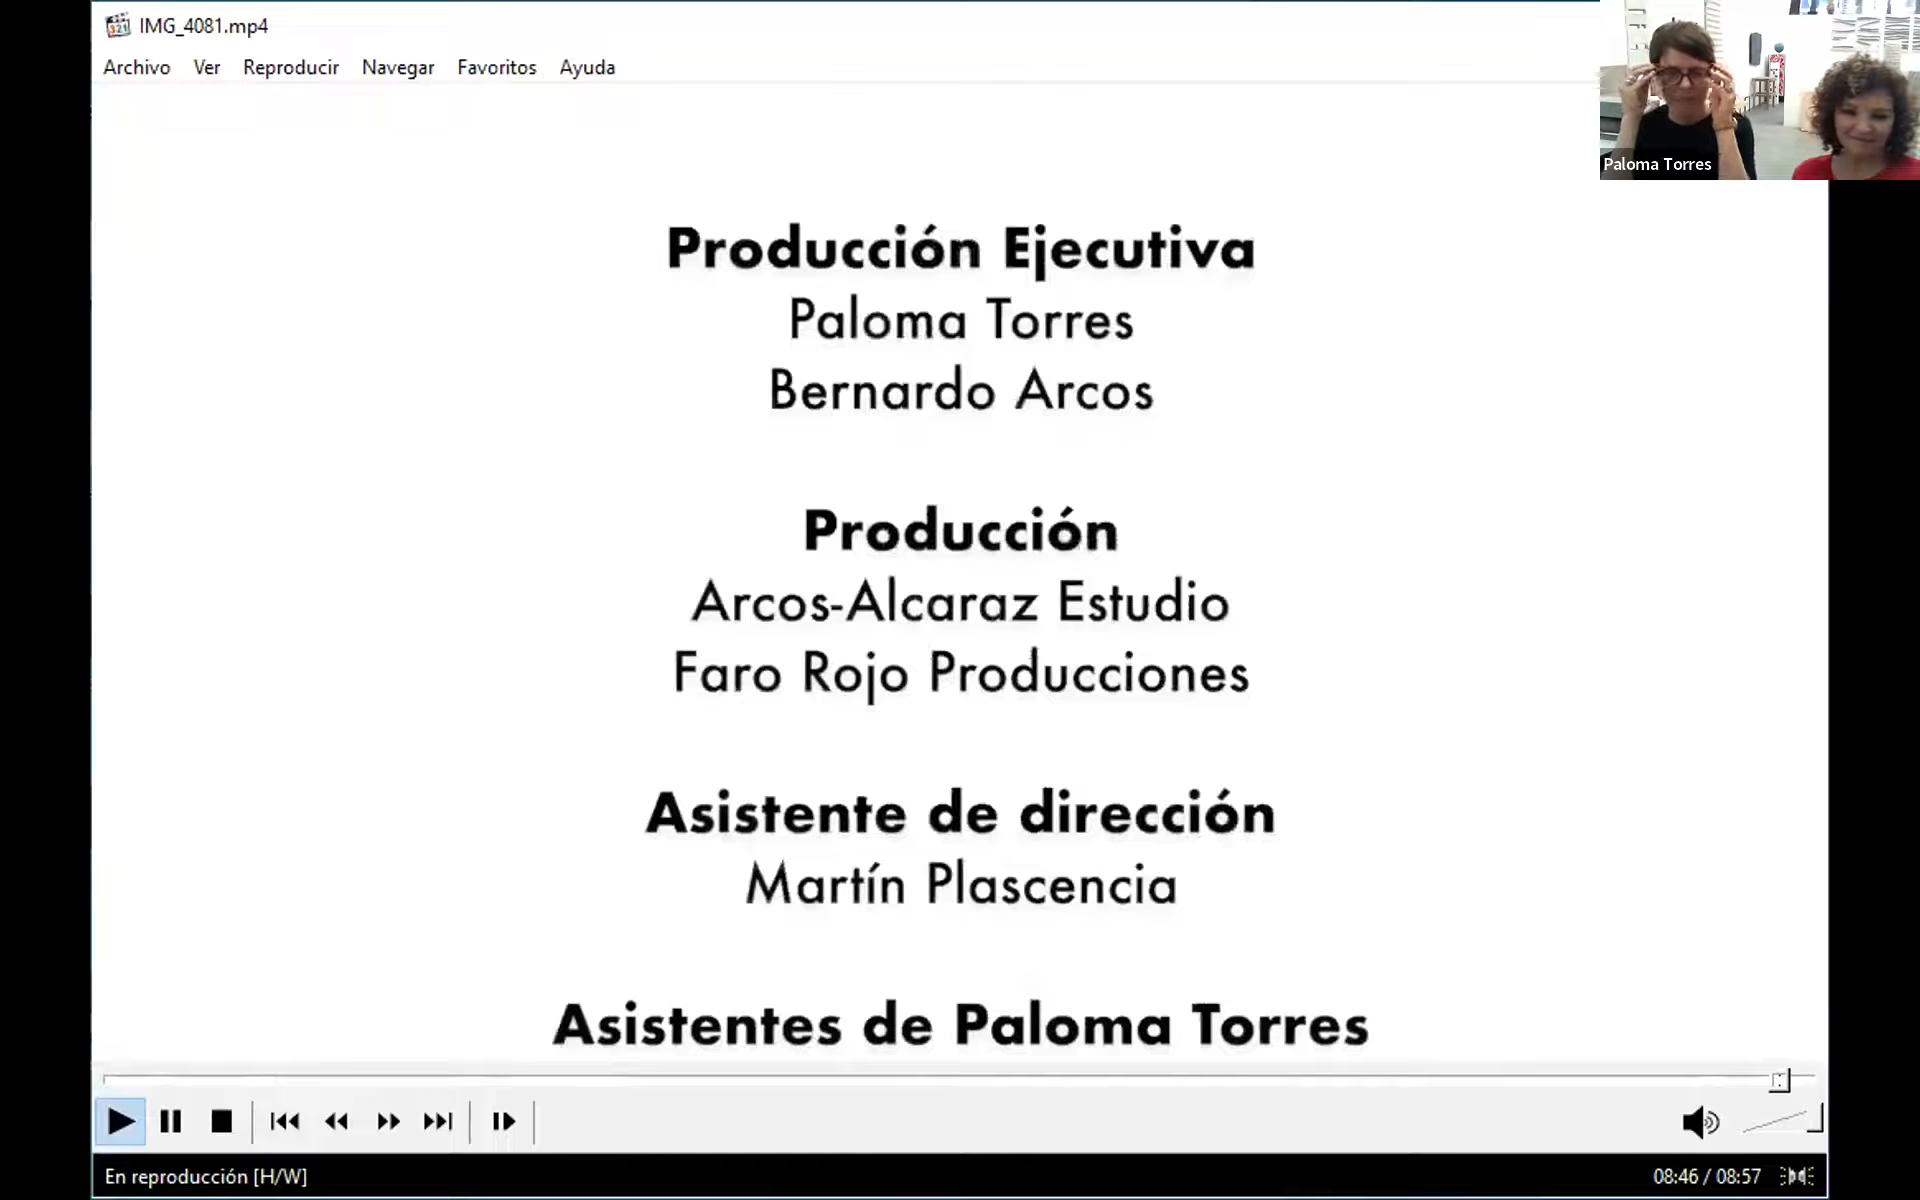 IMG_4081.mp4
Archivo Ver Reproducir Navegar Favoritos Ayuda
Paloma Torres
Producción Ejecutiva
Paloma Torres
Bernardo Arcos
Producción
Arcos-Alcaraz Estudio
Faro Rojo Producciones
Asistente de dirección
Martín Plascencia
Asistentes de Paloma Torres
En reproducción [H/W]
08:46 / 08:57